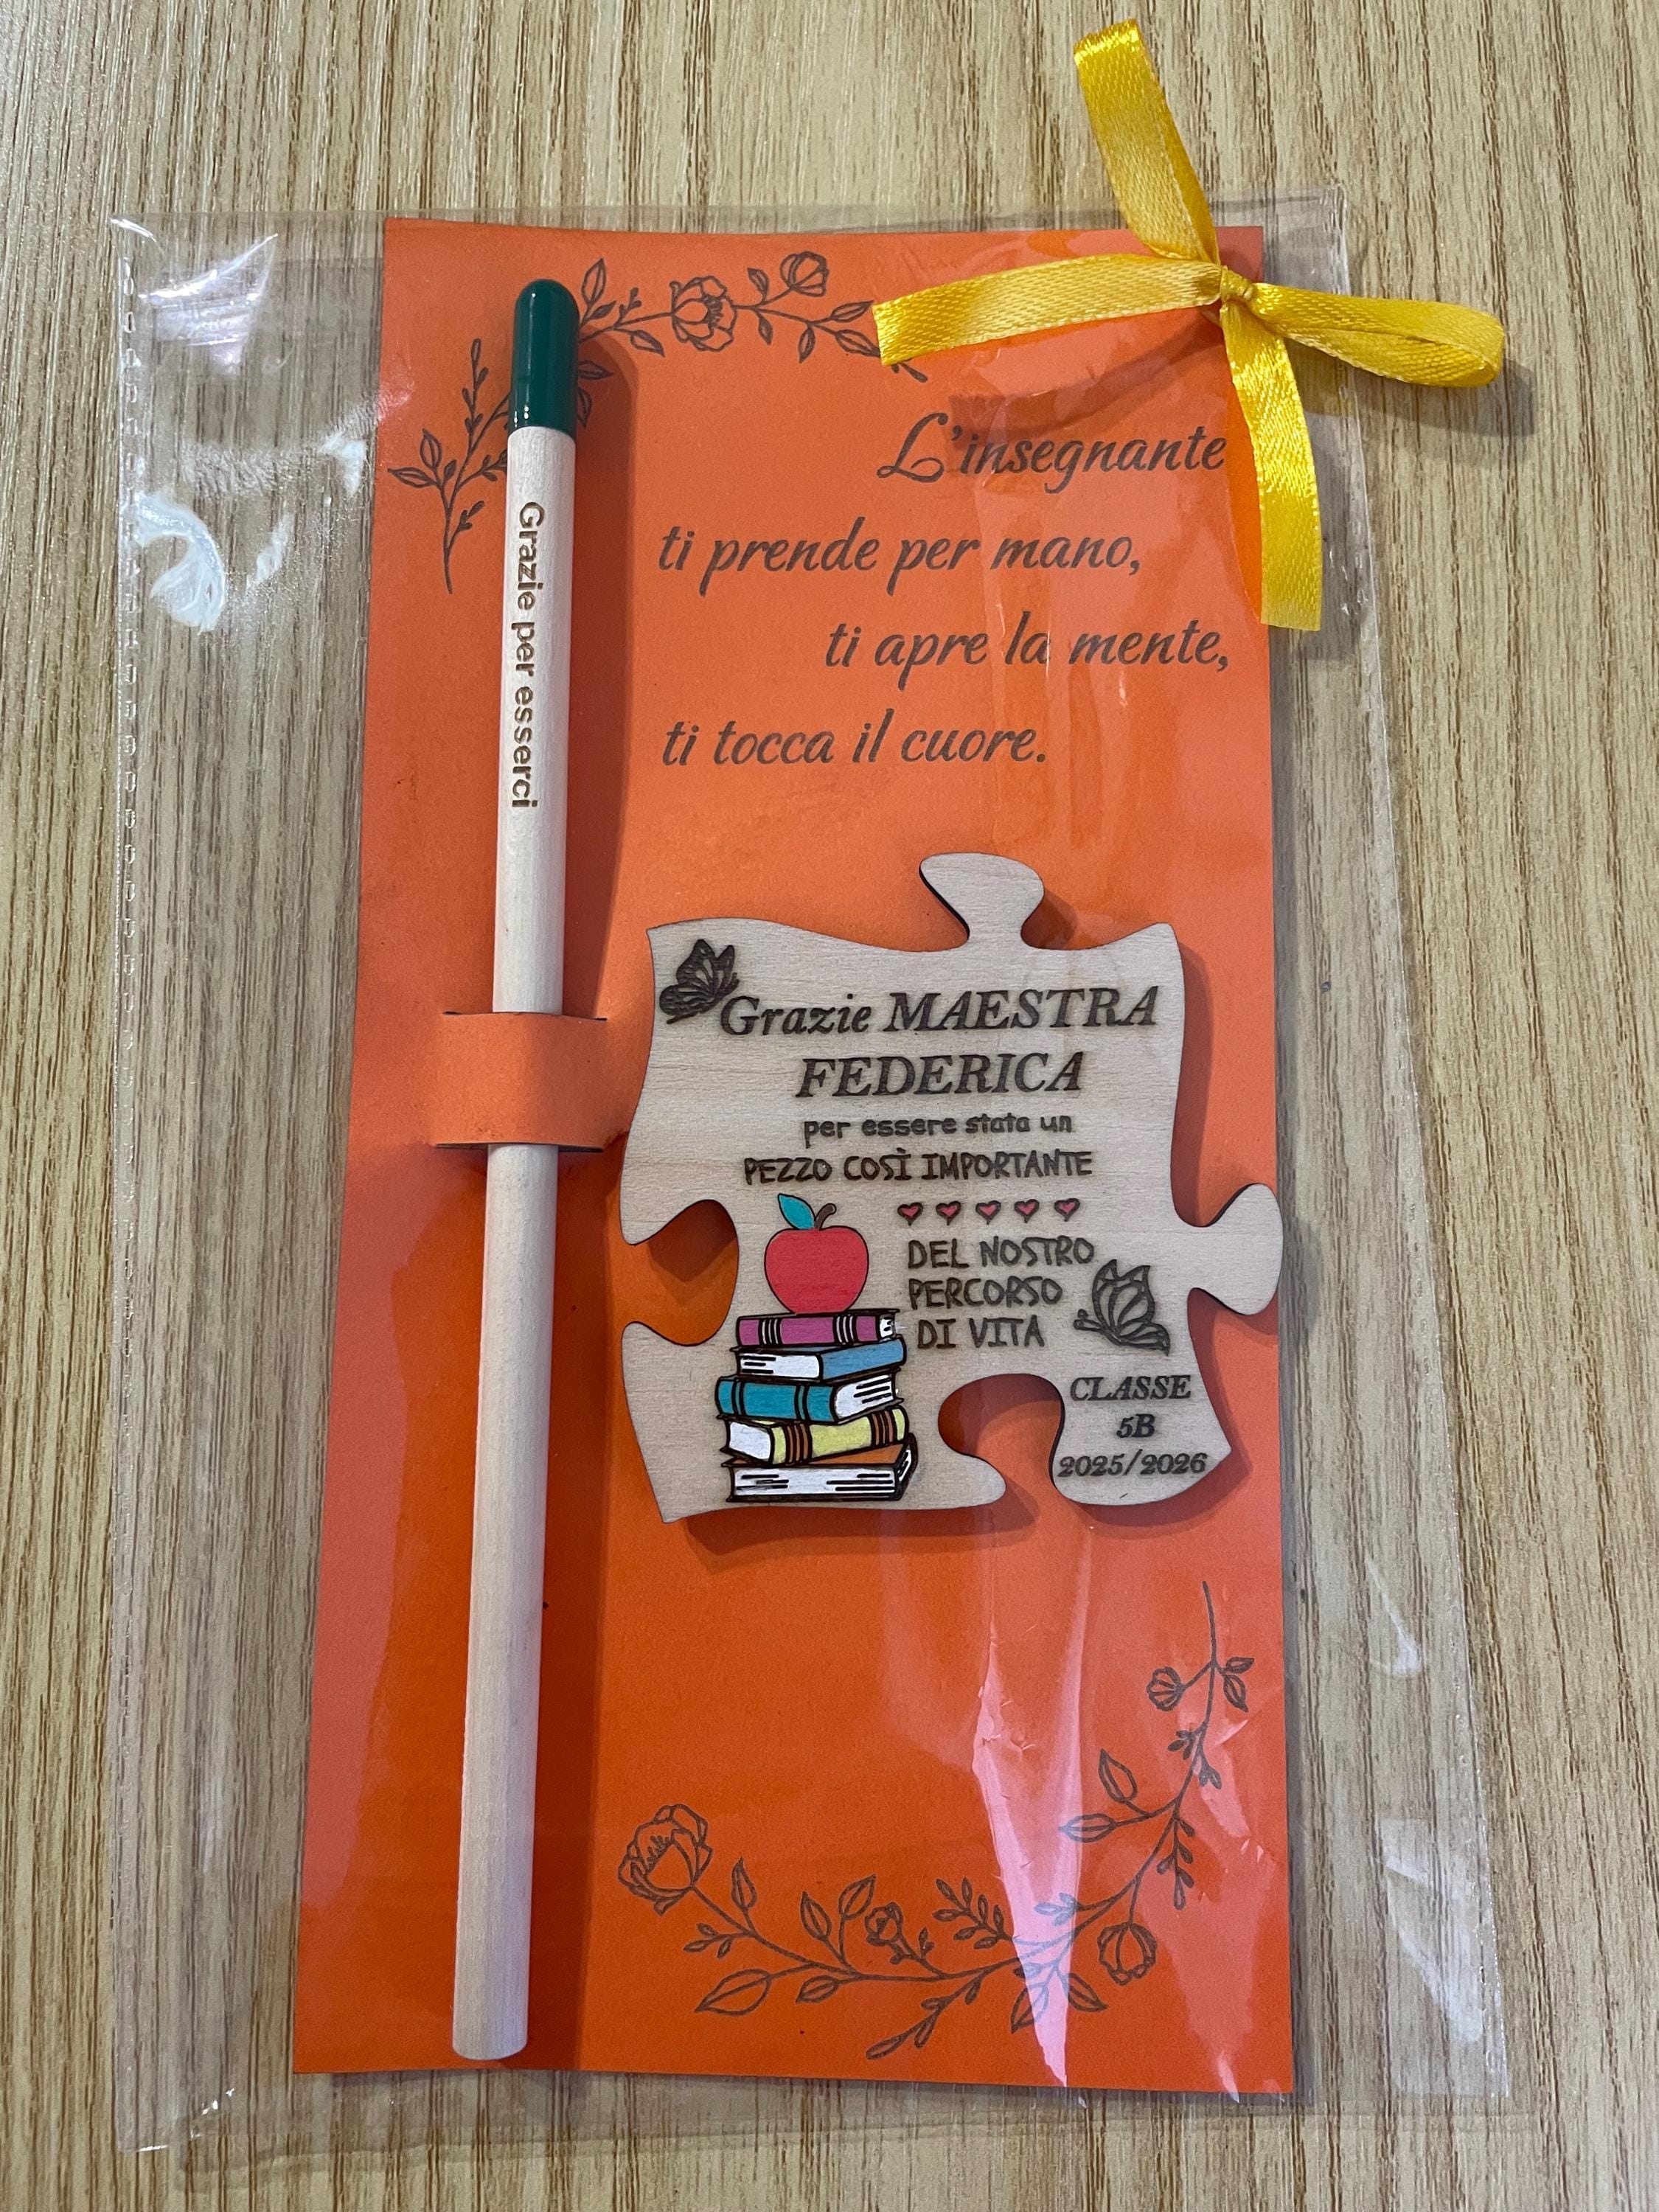 Grazie per esserci
L'insegnante
ti prende per mano,
ti apre la mente,
ti tocca il cuore.
Grazie MAESTRA
FEDERICA
per essere stata un
PEZZO COSÌ IMPORTANTE
DEL NOSTRO
PERCORSO
DI VITA
CLASSE
5B
2025/2026